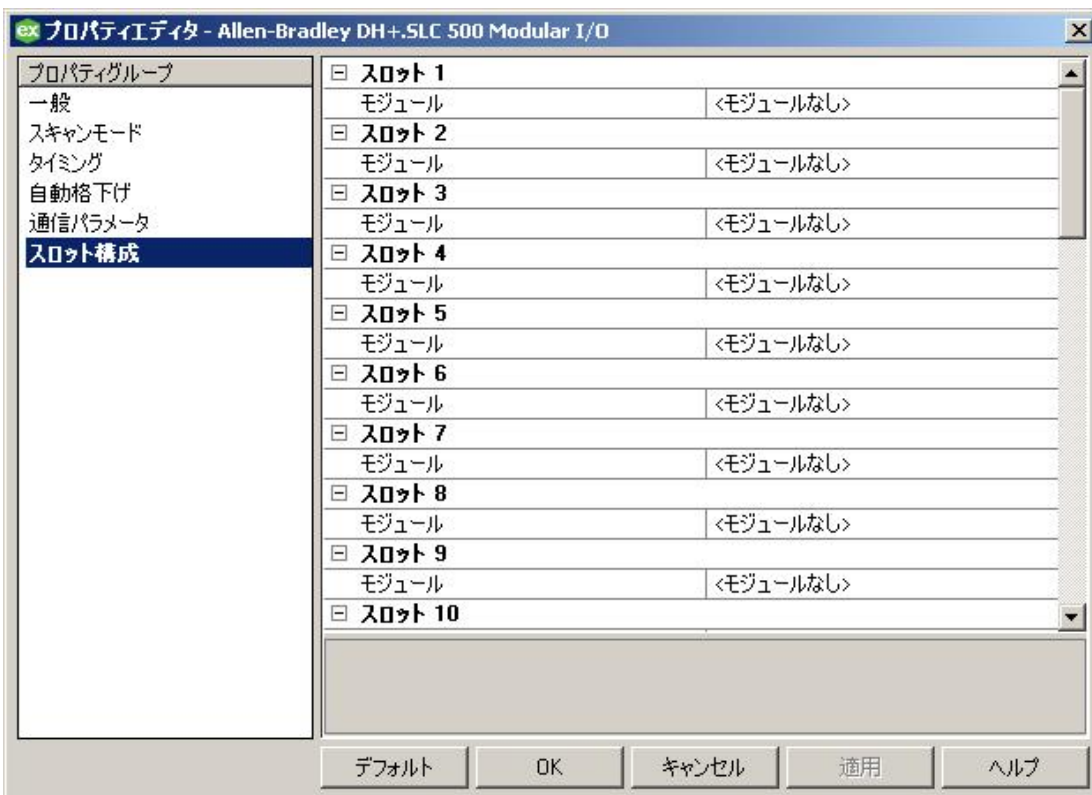 ex プロパティエディタ - Allen-Bradley DH+.SLC 500 Modular I/O
プロパティグループ
一般
スキャンモード
タイミング
自動格下げ
通信パラメータ
スロット構成
スロット 1
モジュール <モジュールなし>
スロット 2
モジュール <モジュールなし>
スロット 3
モジュール <モジュールなし>
スロット 4
モジュール <モジュールなし>
スロット 5
モジュール <モジュールなし>
スロット 6
モジュール <モジュールなし>
スロット 7
モジュール <モジュールなし>
スロット 8
モジュール <モジュールなし>
スロット 9
モジュール <モジュールなし>
スロット 10
デフォルト OK キャンセル 適用 ヘルプ